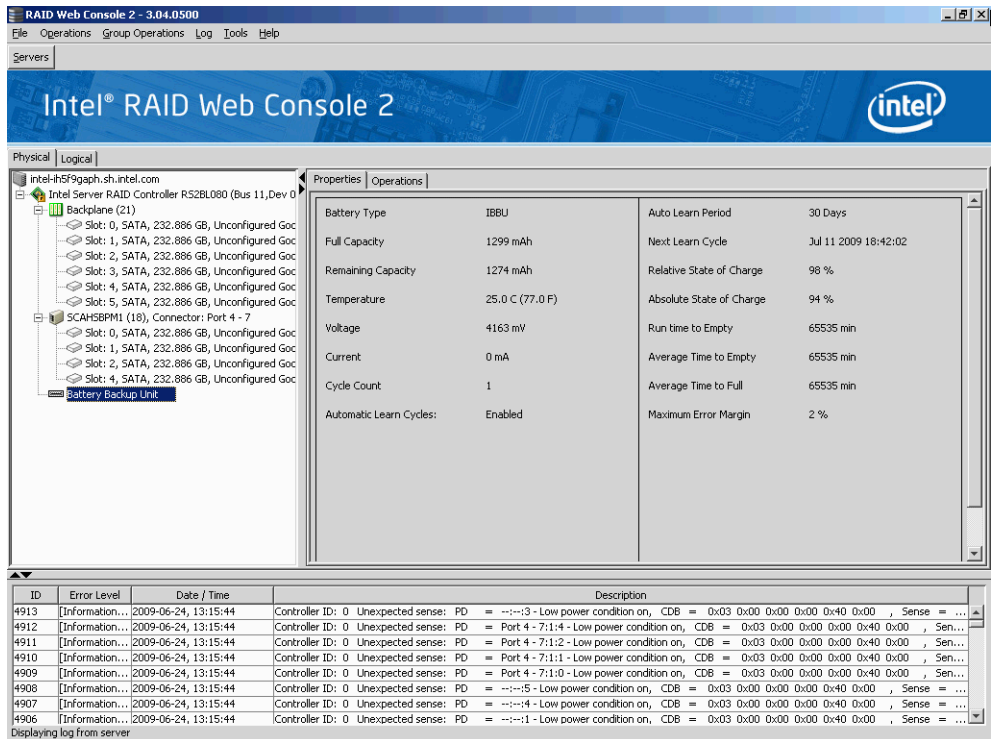 RAID Web Console 2 - 3.04.0500
File Operations Group Operations Log Tools Help
Servers
Intel® RAID Web Console 2
intel
Physical Logical
intel-ih5f9gaph.sh.intel.com
Intel Server RAID Controller RS2BL080 (Bus 11,Dev 0
Backplane (21)
Slot: 0, SATA, 232.886 GB, Unconfigured Goo
Slot: 1, SATA, 232.886 GB, Unconfigured Goo
Slot: 2, SATA, 232.886 GB, Unconfigured Goo
Slot: 3, SATA, 232.886 GB, Unconfigured Goo
Slot: 4, SATA, 232.886 GB, Unconfigured Goo
Slot: 5, SATA, 232.886 GB, Unconfigured Goo
SCAHSBPM1 (18), Connector: Port 4 - 7
Slot: 0, SATA, 232.886 GB, Unconfigured Goo
Slot: 1, SATA, 232.886 GB, Unconfigured Goo
Slot: 2, SATA, 232.886 GB, Unconfigured Goo
Slot: 4, SATA, 232.886 GB, Unconfigured Goo
Battery Backup Unit
Properties Operations
Battery Type IBBU Auto Learn Period 30 Days
Full Capacity 1299 mAh Next Learn Cycle Jul 11 2009 18:42:02
Remaining Capacity 1274 mAh Relative State of Charge 98 %
Temperature 25.0 C (77.0 F) Absolute State of Charge 94 %
Voltage 4163 mV Run time to Empty 65535 min
Current 0 mA Average Time to Empty 65535 min
Cycle Count 1 Average Time to Full 65535 min
Automatic Learn Cycles: Enabled Maximum Error Margin 2 %
ID Error Level Date / Time Description
4913 [Information... 2009-06-24, 13:15:44 Controller ID: 0 Unexpected sense: PD = --:--:3 - Low power condition on, CDB = 0x03 0x00 0x00 0x00 0x40 0x00 , Sense = ...
4912 [Information... 2009-06-24, 13:15:44 Controller ID: 0 Unexpected sense: PD = Port 4 - 7:1:4 - Low power condition on, CDB = 0x03 0x00 0x00 0x00 0x40 0x00 , Sen...
4911 [Information... 2009-06-24, 13:15:44 Controller ID: 0 Unexpected sense: PD = Port 4 - 7:1:2 - Low power condition on, CDB = 0x03 0x00 0x00 0x00 0x40 0x00 , Sen...
4910 [Information... 2009-06-24, 13:15:44 Controller ID: 0 Unexpected sense: PD = Port 4 - 7:1:1 - Low power condition on, CDB = 0x03 0x00 0x00 0x00 0x40 0x00 , Sen...
4909 [Information... 2009-06-24, 13:15:44 Controller ID: 0 Unexpected sense: PD = Port 4 - 7:1:0 - Low power condition on, CDB = 0x03 0x00 0x00 0x00 0x40 0x00 , Sen...
4908 [Information... 2009-06-24, 13:15:44 Controller ID: 0 Unexpected sense: PD = --:--:5 - Low power condition on, CDB = 0x03 0x00 0x00 0x00 0x40 0x00 , Sense = ...
4907 [Information... 2009-06-24, 13:15:44 Controller ID: 0 Unexpected sense: PD = --:--:4 - Low power condition on, CDB = 0x03 0x00 0x00 0x00 0x40 0x00 , Sense = ...
4906 [Information... 2009-06-24, 13:15:44 Controller ID: 0 Unexpected sense: PD = --:--:1 - Low power condition on, CDB = 0x03 0x00 0x00 0x00 0x40 0x00 , Sense = ...
Displaying log from server